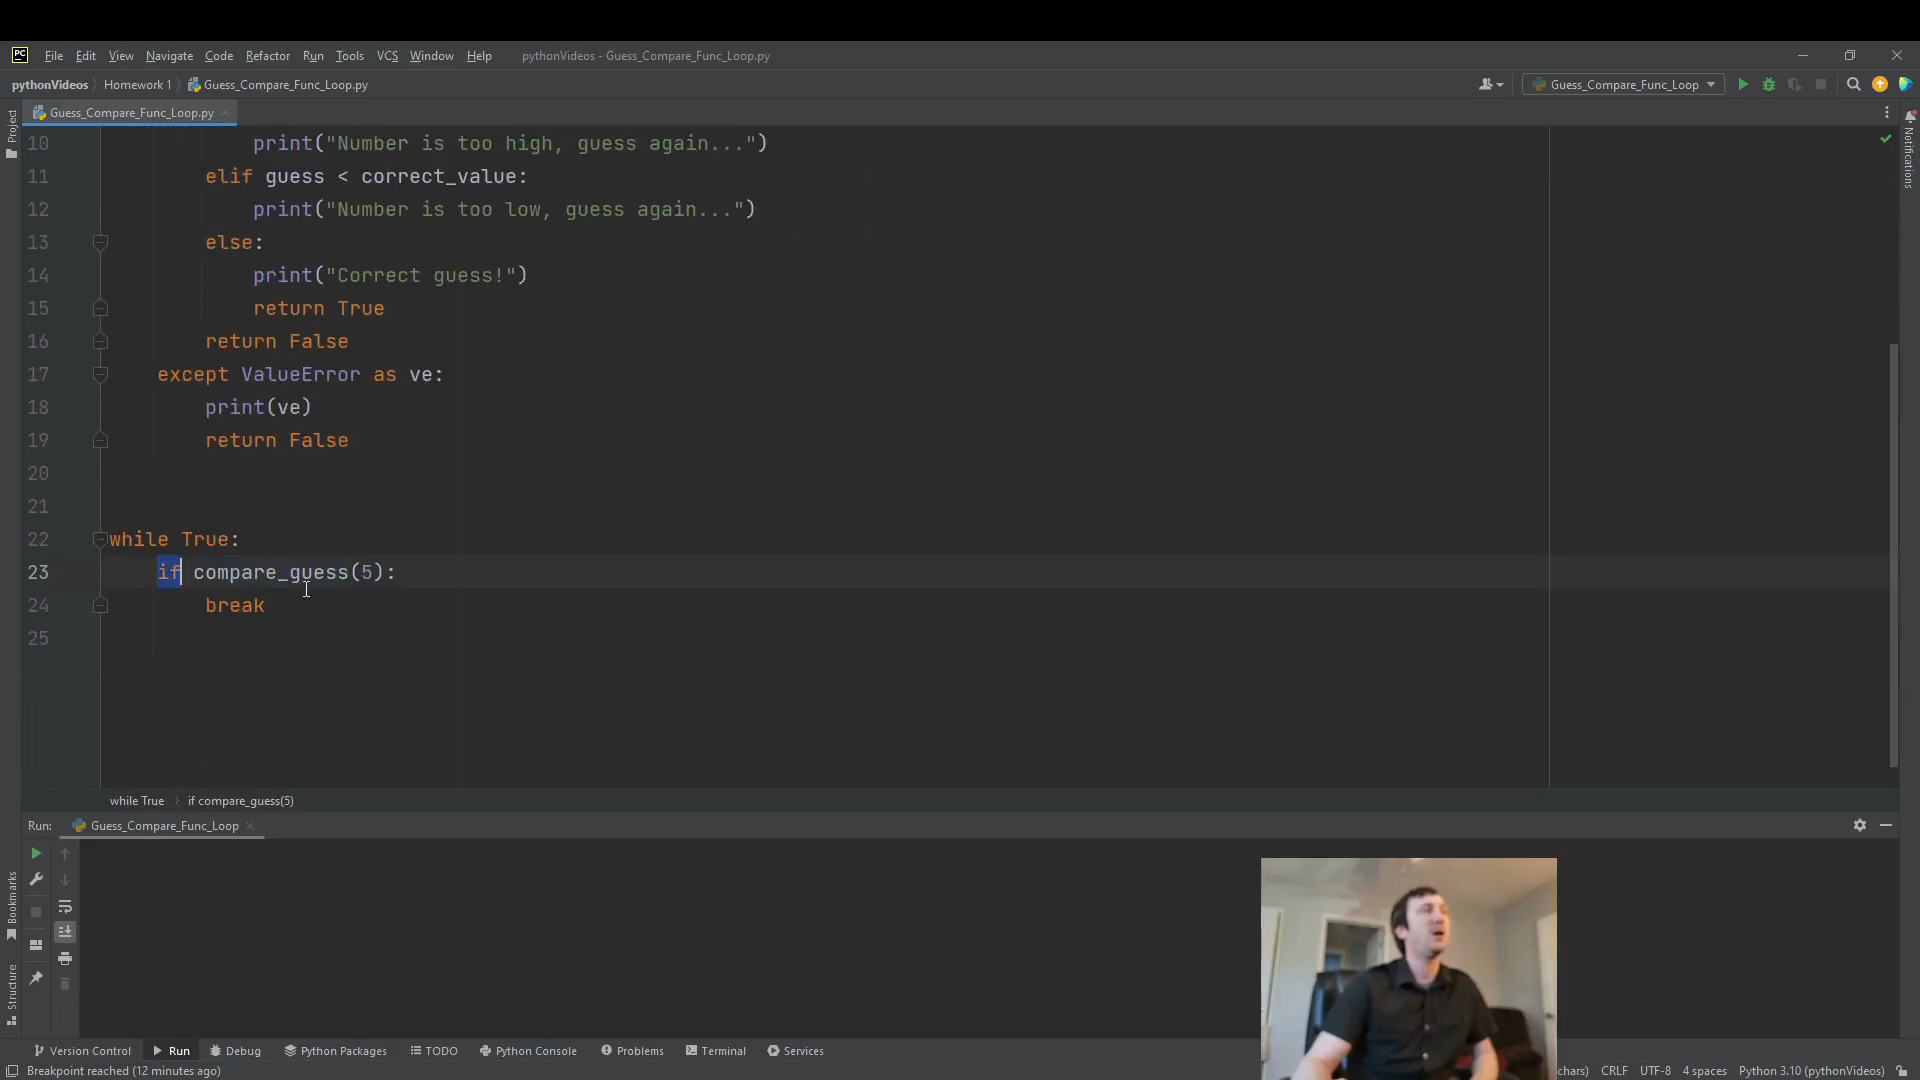 PC File Edit View Navigate Code Refactor Run Tools VCS Window Help pythonVideos - Guess_Compare_Func_Loop.py
pythonVideos Homework 1 Guess_Compare_Func_Loop.py Guess_Compare_Func_Loop
Project Guess_Compare_Func_Loop.py Notifications
10 print("Number is too high, guess again...")
11 elif guess < correct_value:
12 print("Number is too low, guess again...")
13 else:
14 print("Correct guess!")
15 return True
16 return False
17 except ValueError as ve:
18 print(ve)
19 return False
20
21
22 while True:
23 if compare_guess(5):
24 break
25
while True if compare_guess(5)
Run: Guess_Compare_Func_Loop
Bookmarks
Structure
Version Control Run Debug Python Packages TODO Python Console Problems Terminal Services
Breakpoint reached (12 minutes ago) chars) CRLF UTF-8 4 spaces Python 3.10 (pythonVideos)